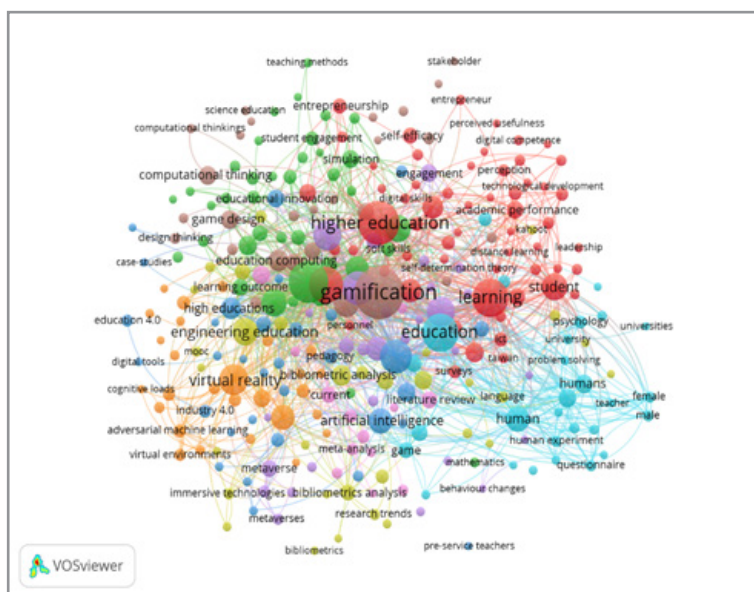 teaching methods
stakeholder
entrepreneurship
entrepreneur
science education
perceived usefulness
computational thinkings
student engagement
self-efficacy
digital competence
simulation
perception
computational thinking
engagement
technological development
educational innovation
digital skills
academic performance
game design
higher education
kahoot
design thinking
soft skills
distance learning
leadership
case-studies
education computing
self-determination theory
learning outcome
gamification
learning
student
high educations
education 4.0
engineering education
personnel
education
psychology
universities
ict
university
mooc
pedagogy
taiwan
problem solving
digital tools
bibliometric analysis
surveys
cognitive loads
virtual reality
current
literature review
language
humans
female
teacher
male
industry 4.0
artificial intelligence
human
adversarial machine learning
meta-analysis
game
human experiment
virtual environments
metaverse
mathematics
questionnaire
immersive technologies
bibliometrics analysis
behaviour changes
metaverses
research trends
bibliometrics
pre-service teachers
VOSviewer